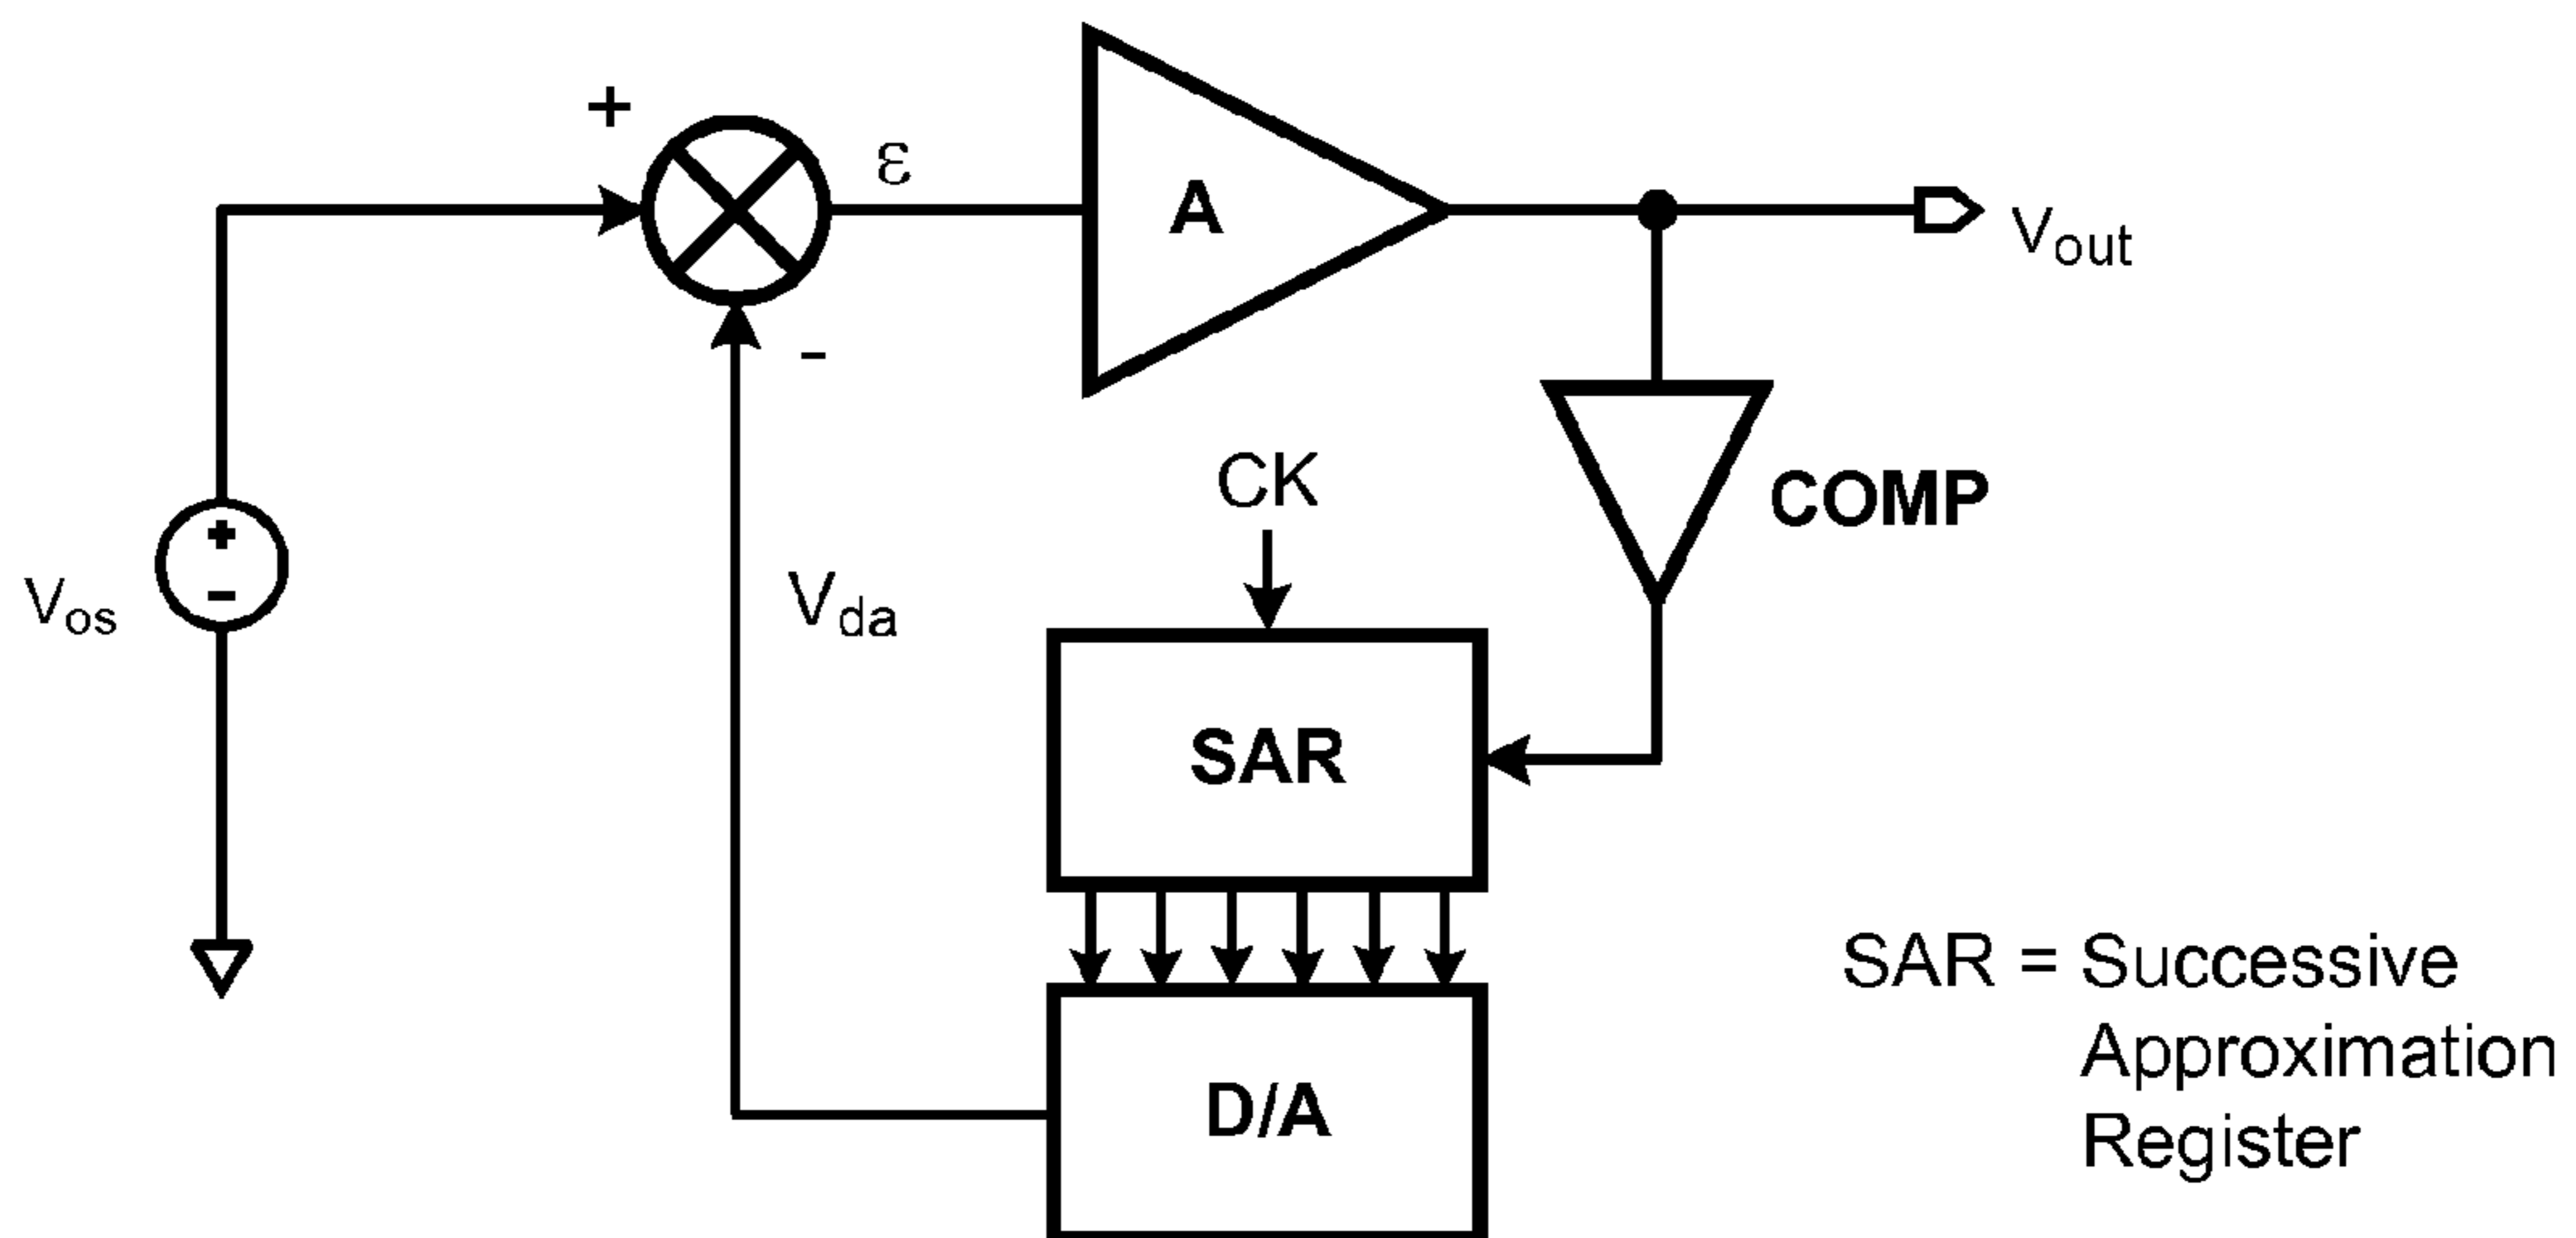 +
ε
A
Vout
-
CK
COMP
+
-
Vos
Vda
SAR
SAR = Successive
Approximation
Register
D/A